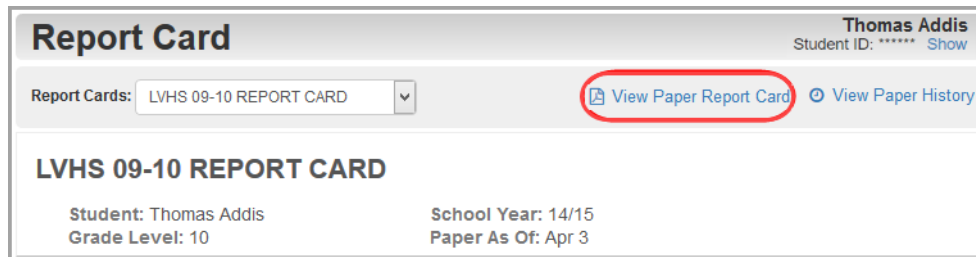 Report Card
Thomas Addis
Student ID: ****** Show
Report Cards: LVHS 09-10 REPORT CARD
View Paper Report Card
View Paper History
LVHS 09-10 REPORT CARD
Student: Thomas Addis
School Year: 14/15
Grade Level: 10
Paper As Of: Apr 3